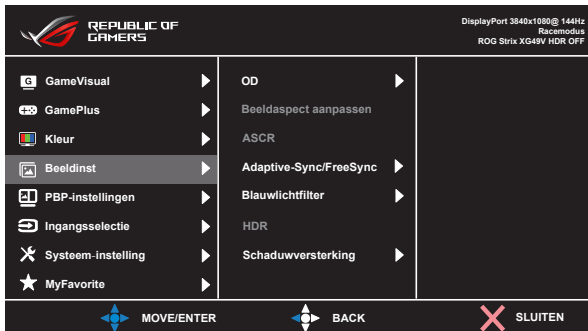 REPUBLIC OF
GAMERS
DisplayPort 3840x1080@ 144Hz
Racemodus
ROG Strix XG49V HDR OFF
G GameVisual
GamePlus
Kleur
Beeldinst
PBP-instellingen
Ingangsselectie
Systeem-instelling
MyFavorite
OD
Beeldaspect aanpassen
ASCR
Adaptive-Sync/FreeSync
Blauwlichtfilter
HDR
Schaduwversterking
MOVE/ENTER
BACK
SLUITEN